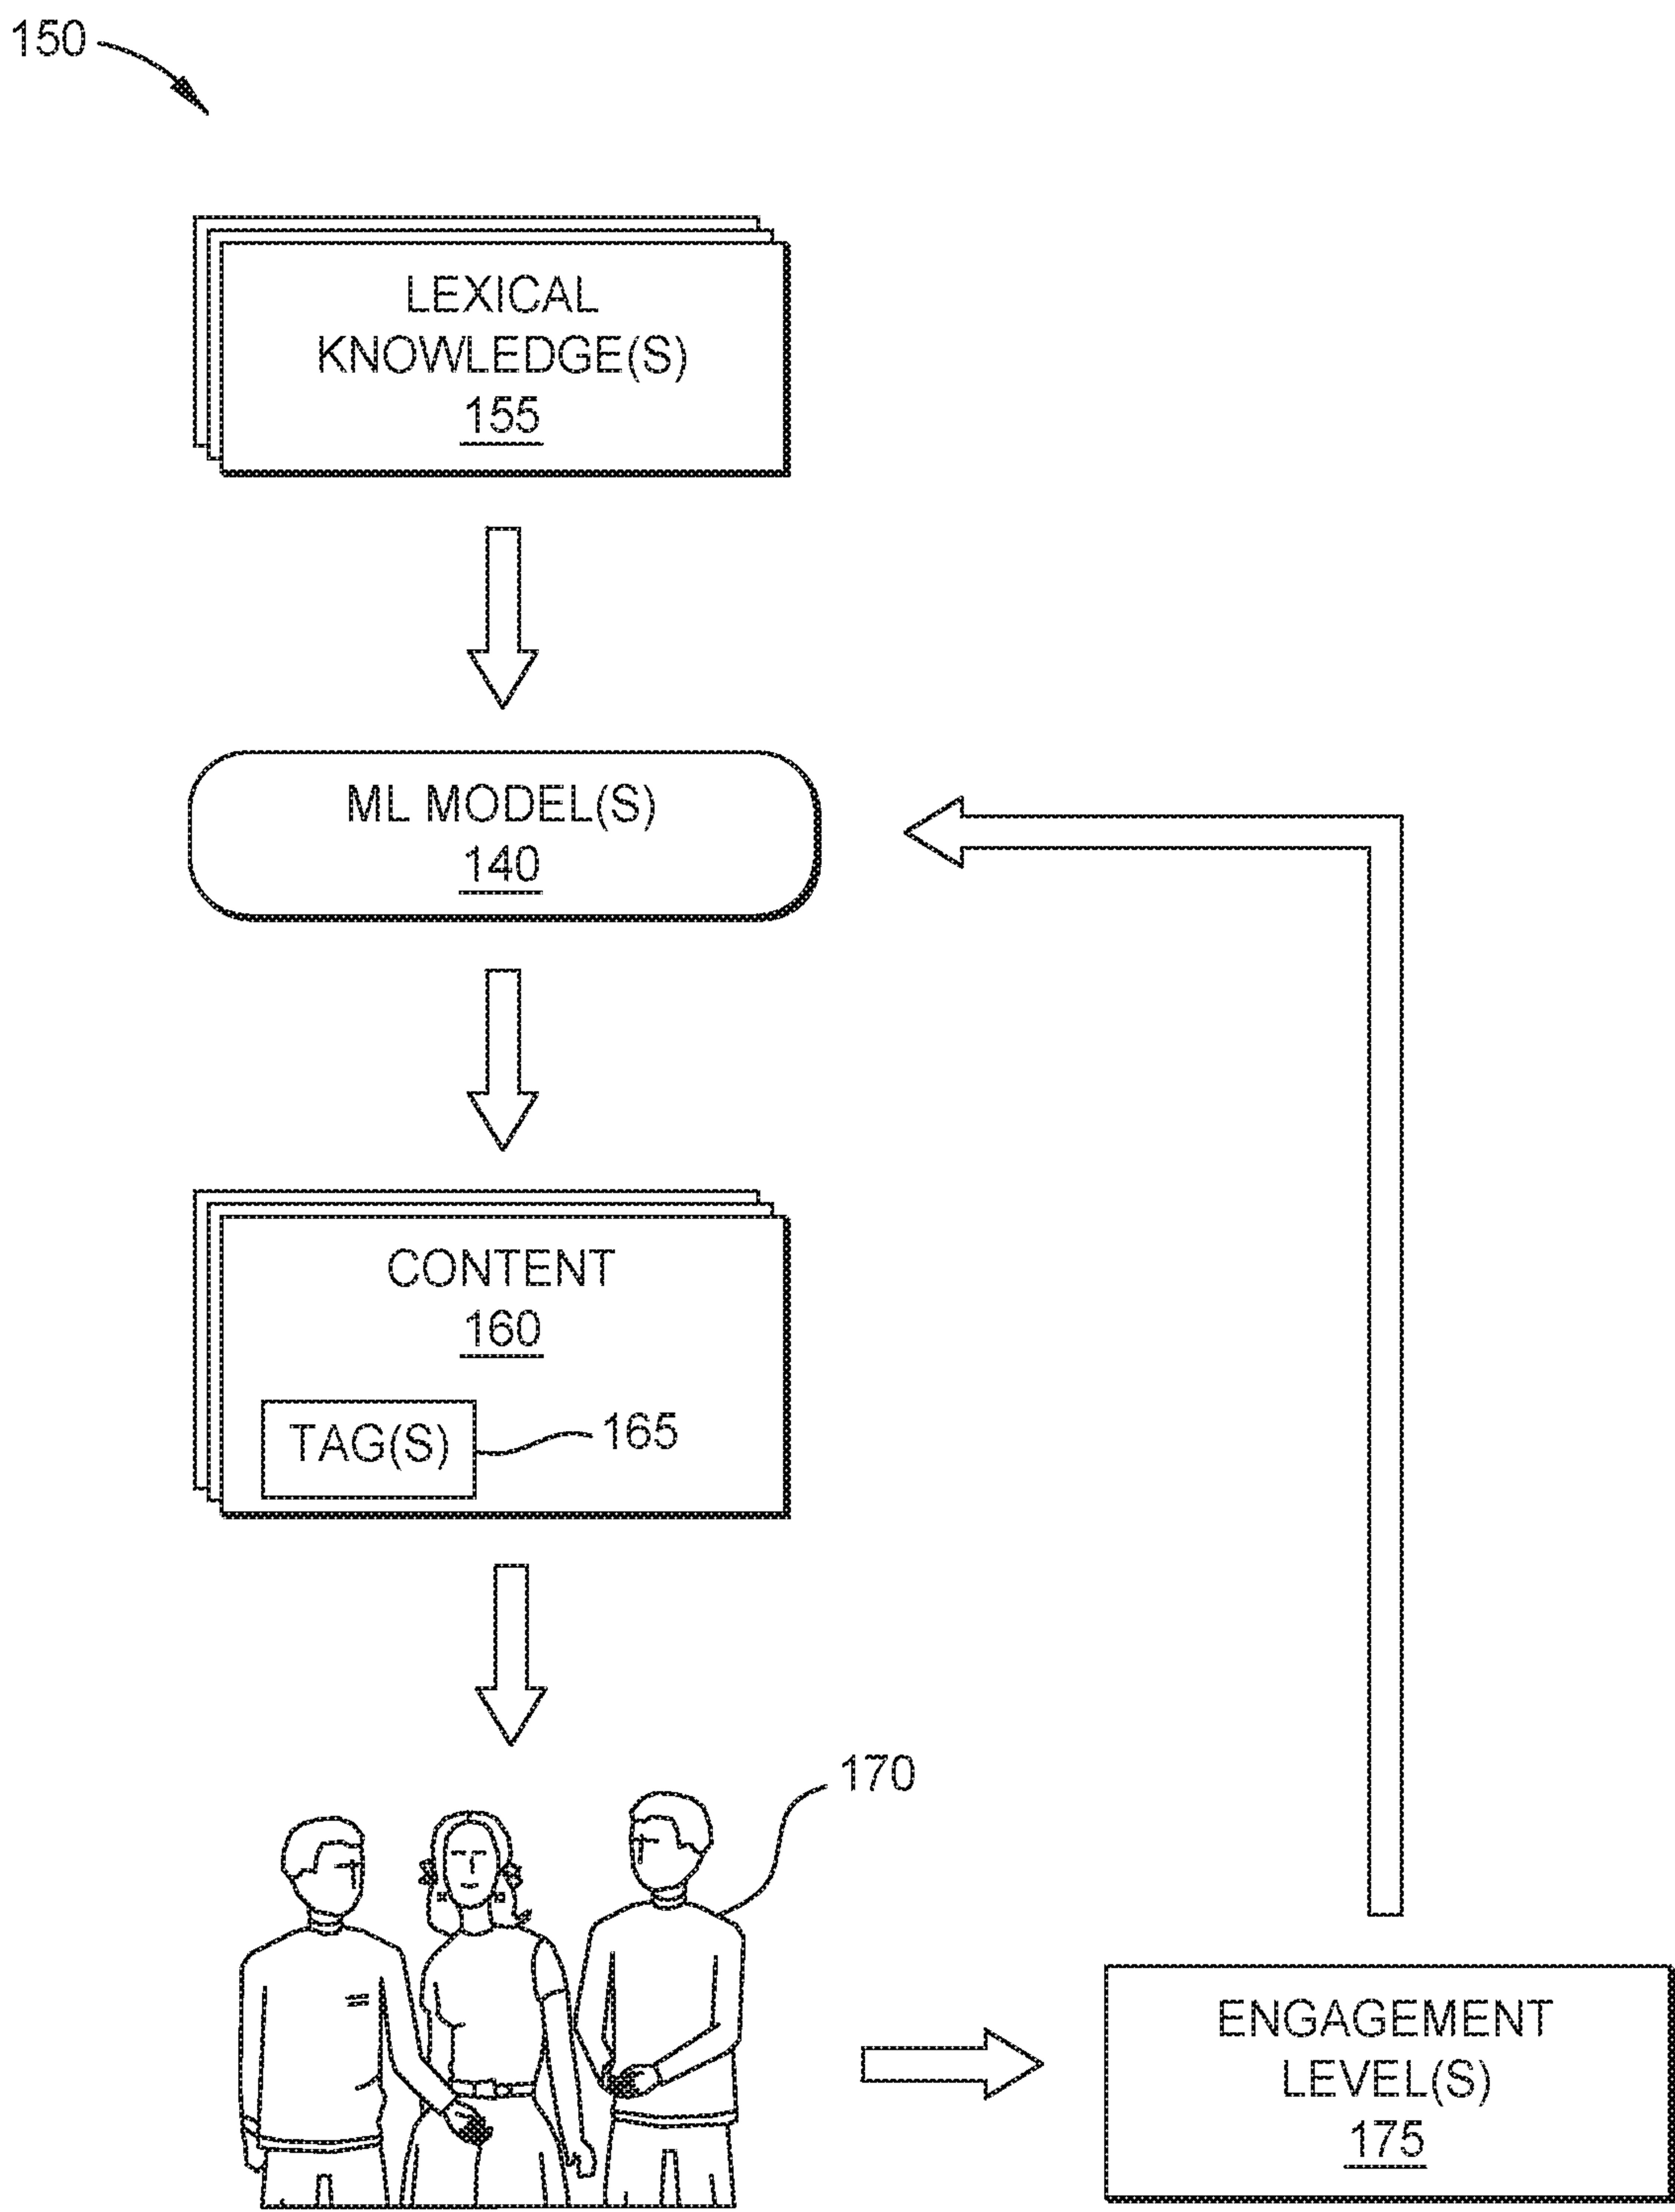 150
LEXICAL
KNOWLEDGE(S)
155
ML MODEL(S)
140
CONTENT
160
TAG(S)
165
170
ENGAGEMENT
LEVEL(S)
175